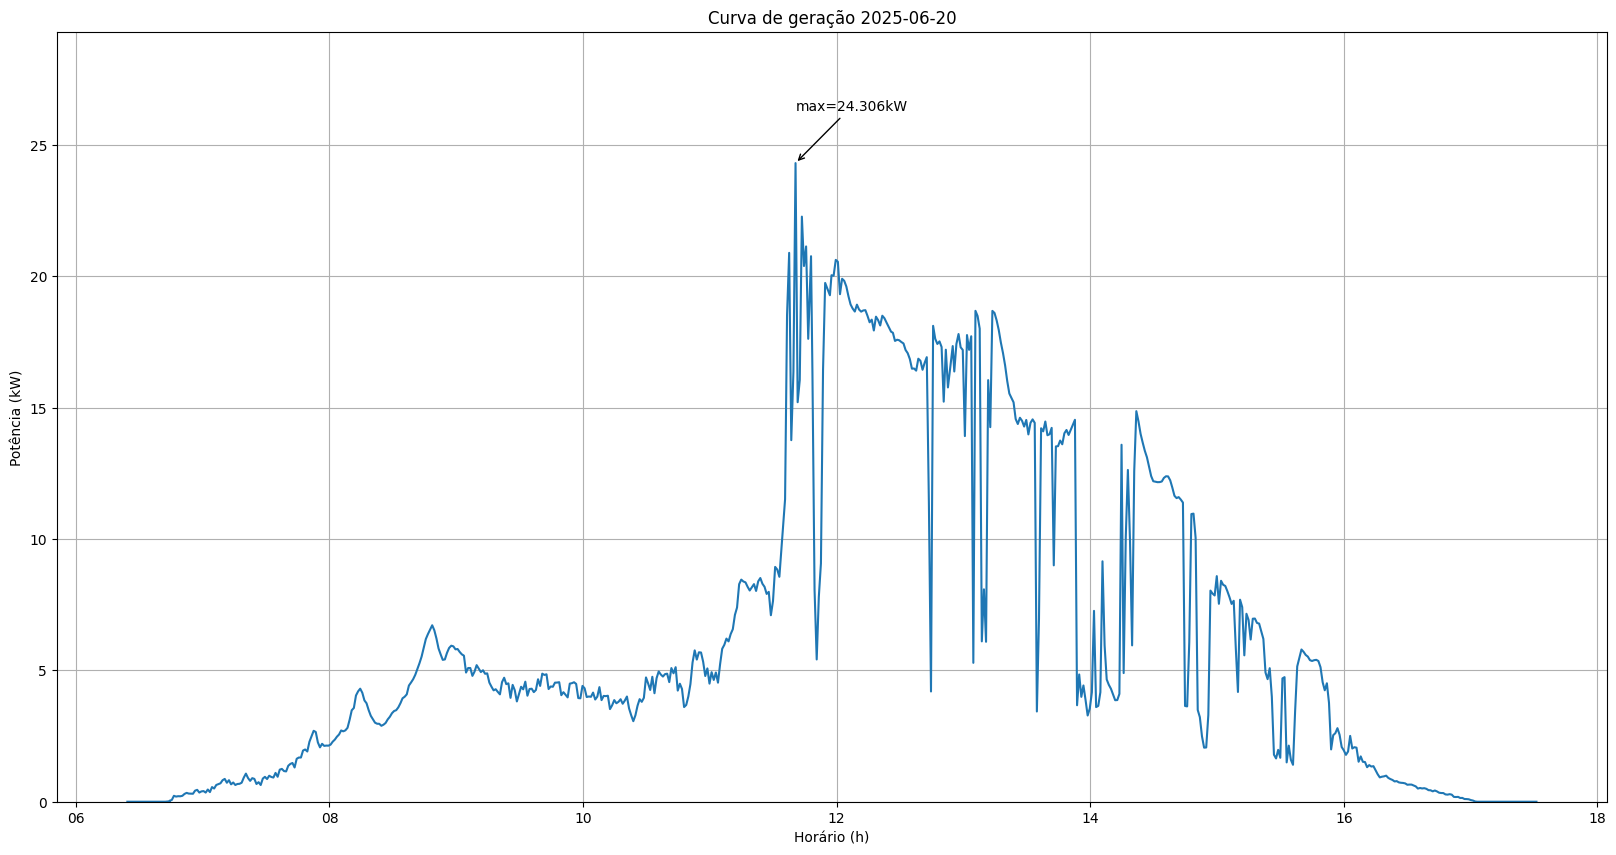 Curva de geração 2025-06-20
max=24.306kW
Potência (kW)
25
20
15
10
5
0
06 08 10 12 14 16 18
Horário (h)